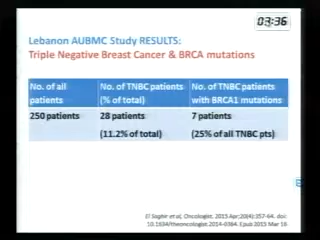 03:36
Lebanon AUBMC Study RESULTS:
Triple Negative Breast Cancer & BRCA mutations
No. of all patients
No. of TNBC patients (% of total)
No. of TNBC patients with BRCA1 mutations
250 patients
28 patients
(11.2% of total)
7 patients
(25% of all TNBC pts)
El Saghir et al, Oncologist. 2015 Apr;20(4):357-64. doi:
10.1634/theoncologist.2014-0364. Epub 2015 Mar 16